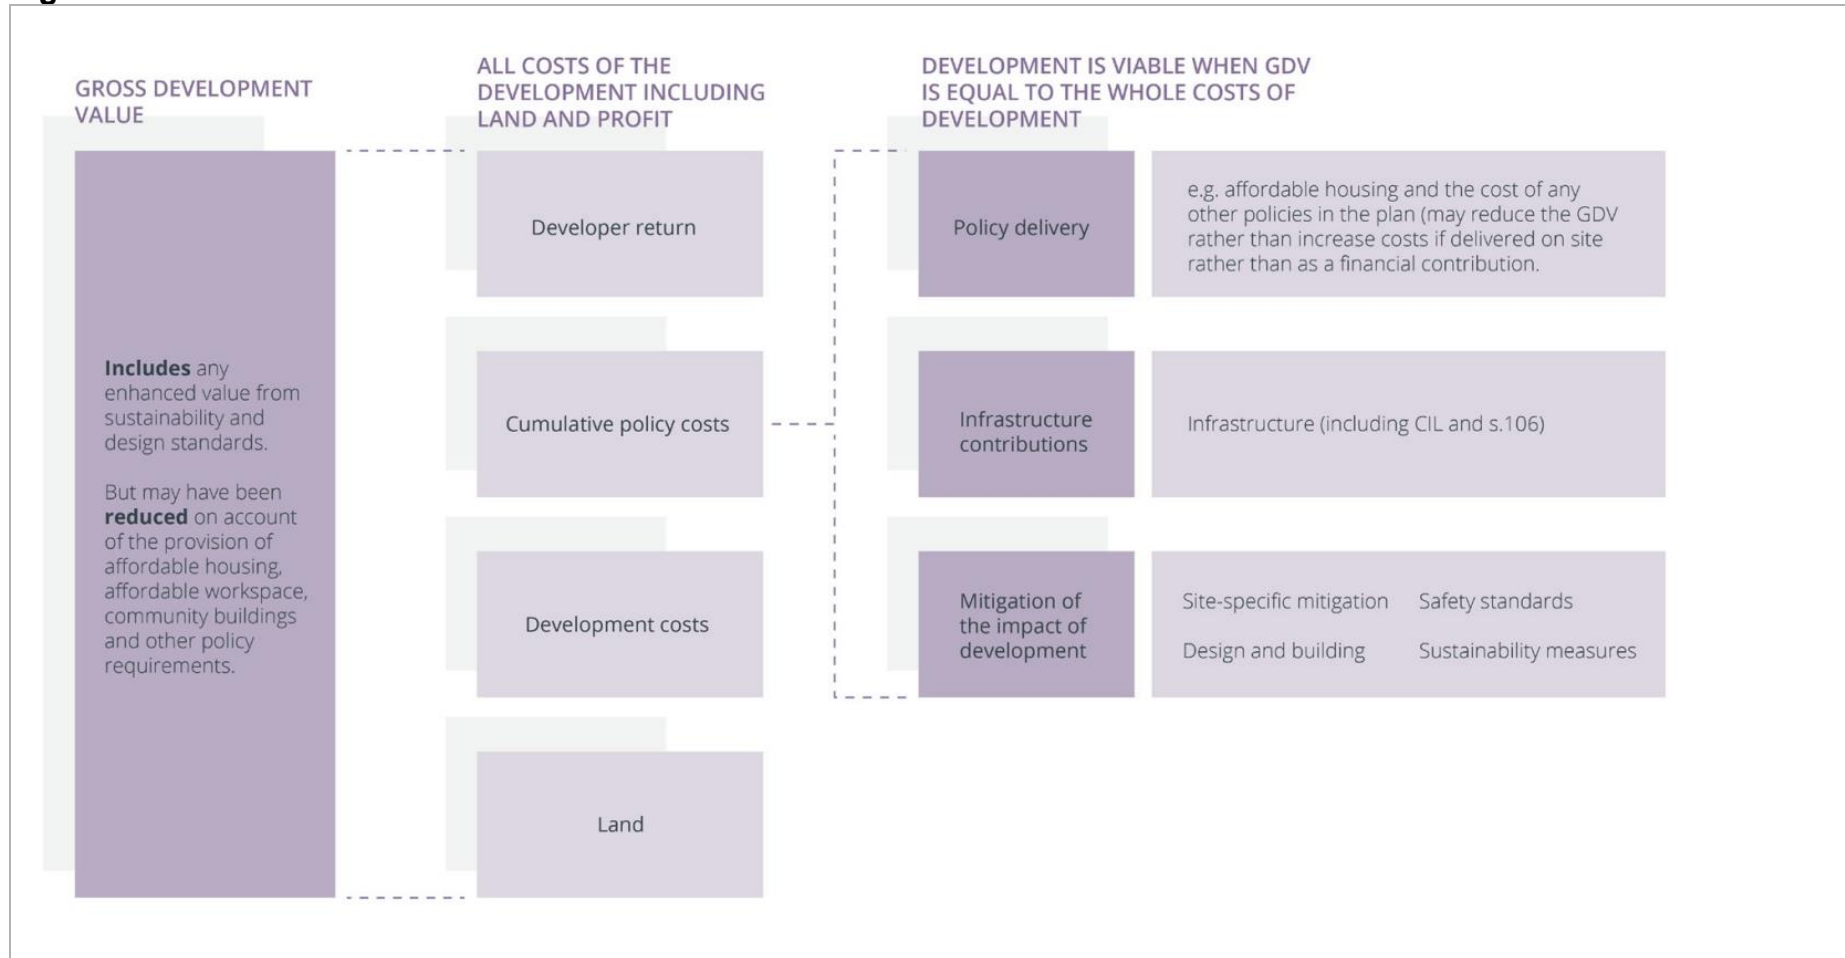 GROSS DEVELOPMENT
VALUE
Includes any
enhanced value from
sustainability and
design standards.
But may have been
reduced on account
of the provision of
affordable housing,
affordable workspace,
community buildings
and other policy
requirements.
ALL COSTS OF THE
DEVELOPMENT INCLUDING
LAND AND PROFIT
Developer return
Cumulative policy costs
Development costs
Land
DEVELOPMENT IS VIABLE WHEN GDV
IS EQUAL TO THE WHOLE COSTS OF
DEVELOPMENT
Policy delivery
e.g. affordable housing and the cost of any
other policies in the plan (may reduce the GDV
rather than increase costs if delivered on site
rather than as a financial contribution.
Infrastructure
contributions
Infrastructure (including CIL and s.106)
Mitigation of
the impact of
development
Site-specific mitigation Safety standards
Design and building Sustainability measures